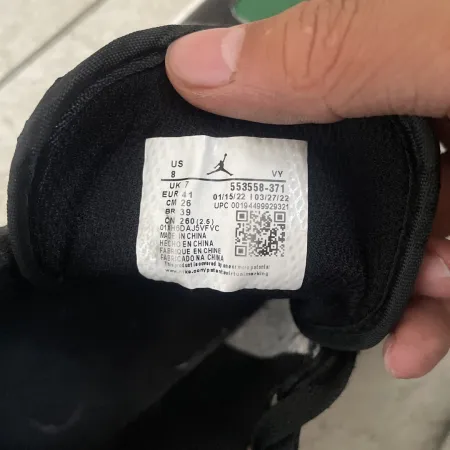 US
8
VY
UK 7
EUR 41
CM 26
BR 39
CN 260 (2.5)
553558-371
01/15/22 03/27/22
UPC 00194499929321
MADE IN CHINA
HECHO EN CHINA
FABRIQUE EN CHINE
FABRICADO NA CHINA